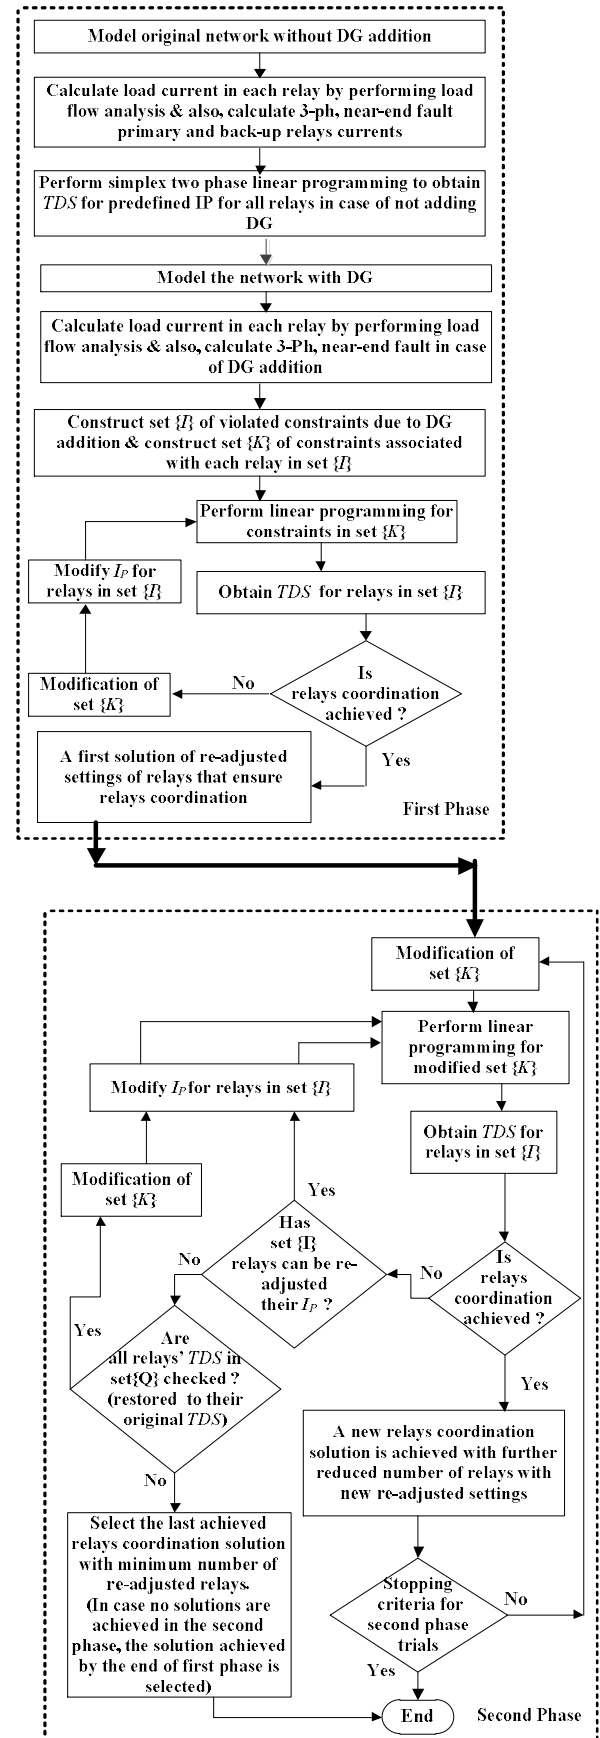 Model original network without DG addition
Calculate load current in each relay by performing load
flow analysis & also, calculate 3-ph, near-end fault
primary and back-up relays currents
Perform simplex two phase linear programming to obtain
TDS for predefined IP for all relays in case of not adding
DG
Model the network with DG
Calculate load current in each relay by performing load
flow analysis & also, calculate 3-Ph, near-end fault in case
of DG addition
Construct set {I} of violated constraints due to DG
addition & construct set {K} of constraints associated
with each relay in set {I}
Perform linear programming for
constraints in set {K}
Modify IP for
relays in set {I}
Obtain TDS for relays in set {I}
Is
relays coordination
achieved ?
No
Modification of
set {K}
Yes
A first solution of re-adjusted
settings of relays that ensure
relays coordination
First Phase
Modification of
set {K}
Perform linear
programming for
modified set {K}
Modify IP for relays in set {I}
Obtain TDS for
relays in set {I}
Modification of
set {K}
Yes
Has
set {I}
relays can be re-
adjusted
their IP ?
No
No
Is
relays
coordination
achieved ?
Yes
Are
all relays' TDS in
set{Q} checked ?
(restored to their
original TDS)
Yes
A new relays coordination
solution is achieved with further
reduced number of relays with
new re-adjusted settings
No
Select the last achieved
relays coordination solution
with minimum number of
re-adjusted relays.
(In case no solutions are
achieved in the second
phase, the solution achieved
by the end of first phase is
selected)
Stopping
criteria for
second phase
trials
No
Yes
End
Second Phase